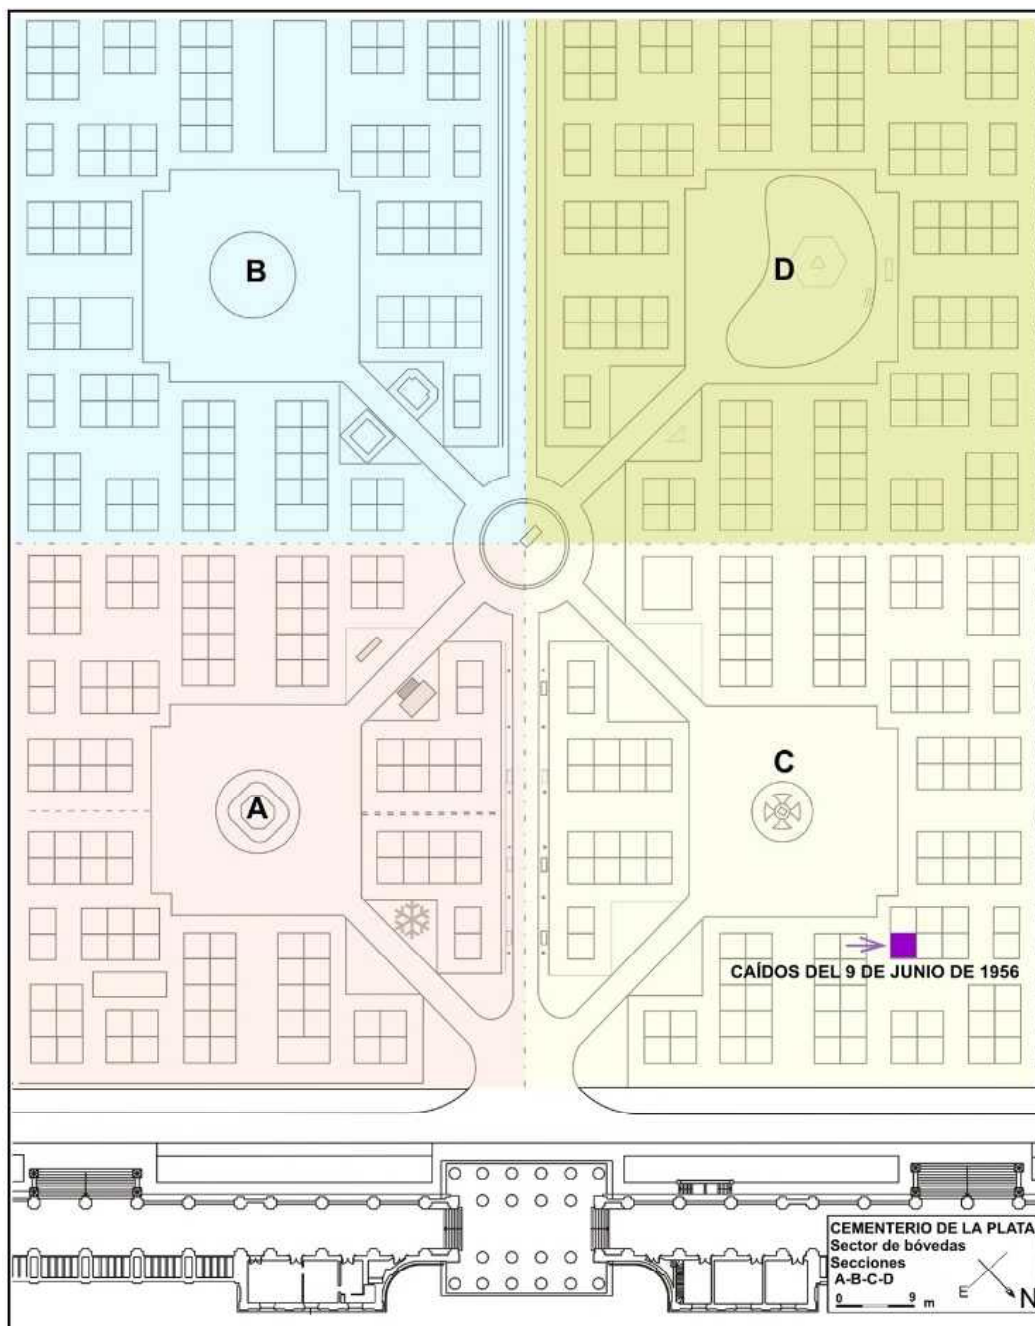 B
D
A
C
CAÍDOS DEL 9 DE JUNIO DE 1956
CEMENTERIO DE LA PLATA
Sector de bóvedas
Secciones
A-B-C-D
0 9 m
E
N